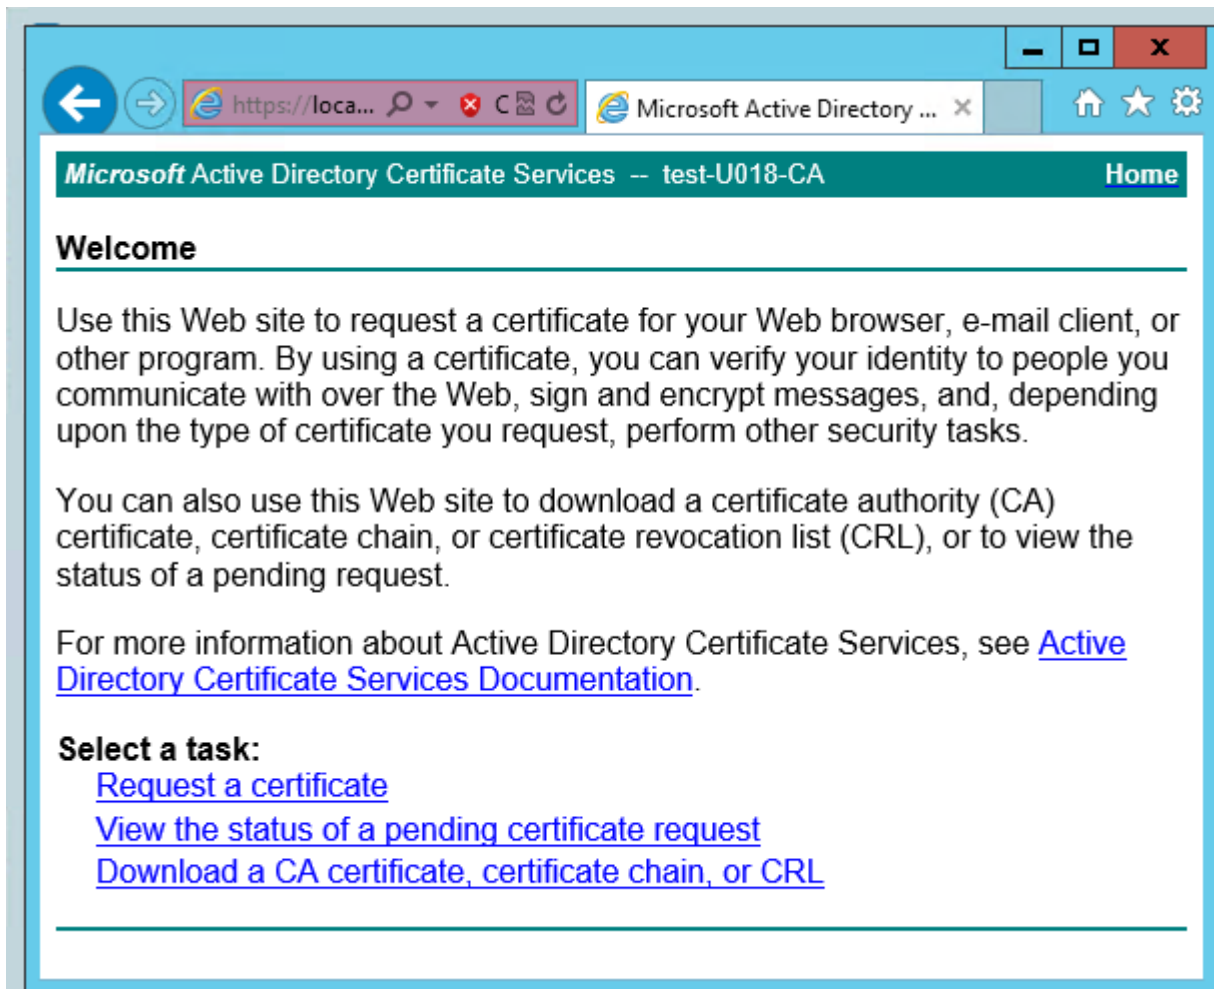 https://loca... C Microsoft Active Directory ...
Microsoft Active Directory Certificate Services -- test-U018-CA Home
Welcome
Use this Web site to request a certificate for your Web browser, e-mail client, or
other program. By using a certificate, you can verify your identity to people you
communicate with over the Web, sign and encrypt messages, and, depending
upon the type of certificate you request, perform other security tasks.
You can also use this Web site to download a certificate authority (CA)
certificate, certificate chain, or certificate revocation list (CRL), or to view the
status of a pending request.
For more information about Active Directory Certificate Services, see Active
Directory Certificate Services Documentation.
Select a task:
Request a certificate
View the status of a pending certificate request
Download a CA certificate, certificate chain, or CRL